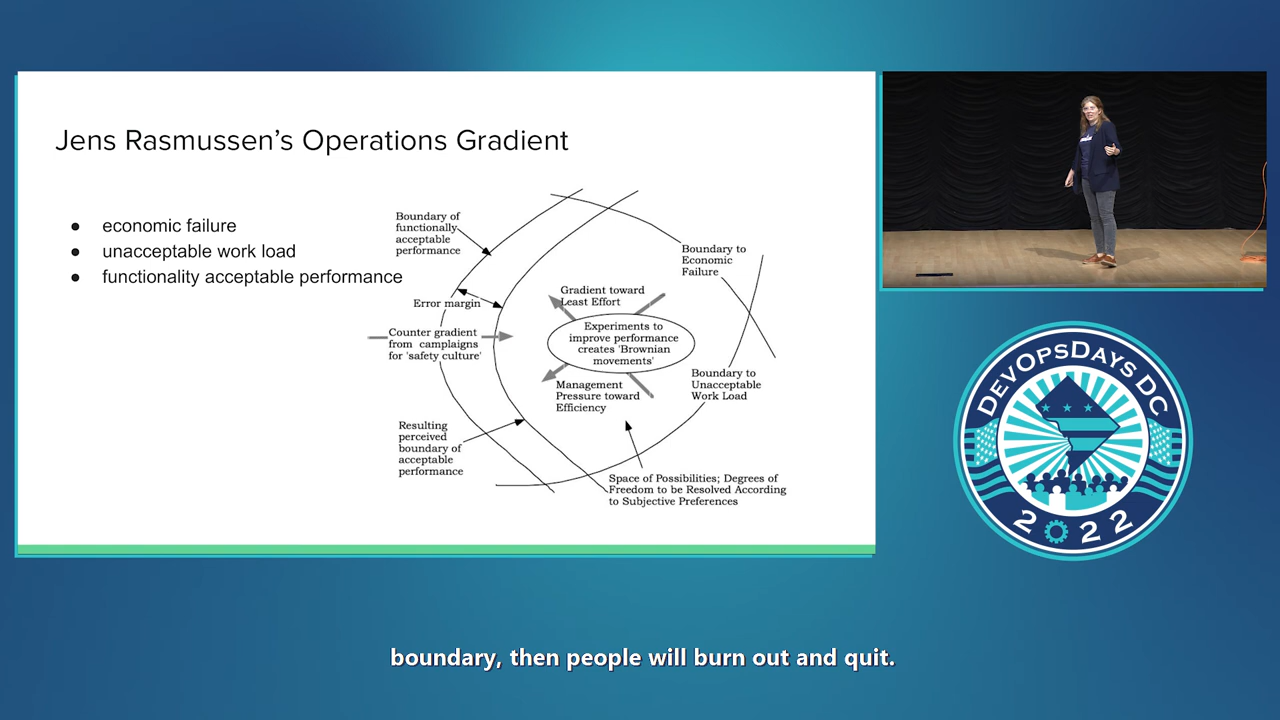 Jens Rasmussen's Operations Gradient
• economic failure
• unacceptable work load
• functionality acceptable performance
Boundary of
functionally
acceptable
performance
Error margin
Counter gradient
from camplaigns
for 'safety culture'
Resulting
perceived
boundary of
acceptable
performance
Gradient toward
Least Effort
Experiments to
improve performance
creates 'Brownian
movements'
Management
Pressure toward
Efficiency
Boundary to
Economic
Failure
Boundary to
Unacceptable
Work Load
Space of Possibilities; Degrees of
Freedom to be Resolved According
to Subjective Preferences
DEVOPSDAYS DC
2022
boundary, then people will burn out and quit.